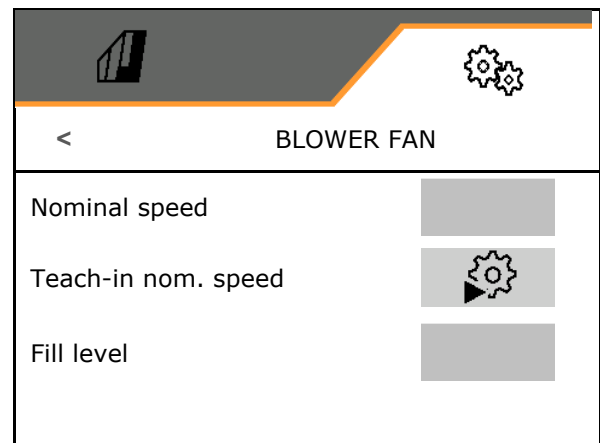 < BLOWER FAN
Nominal speed
Teach-in nom. speed
Fill level